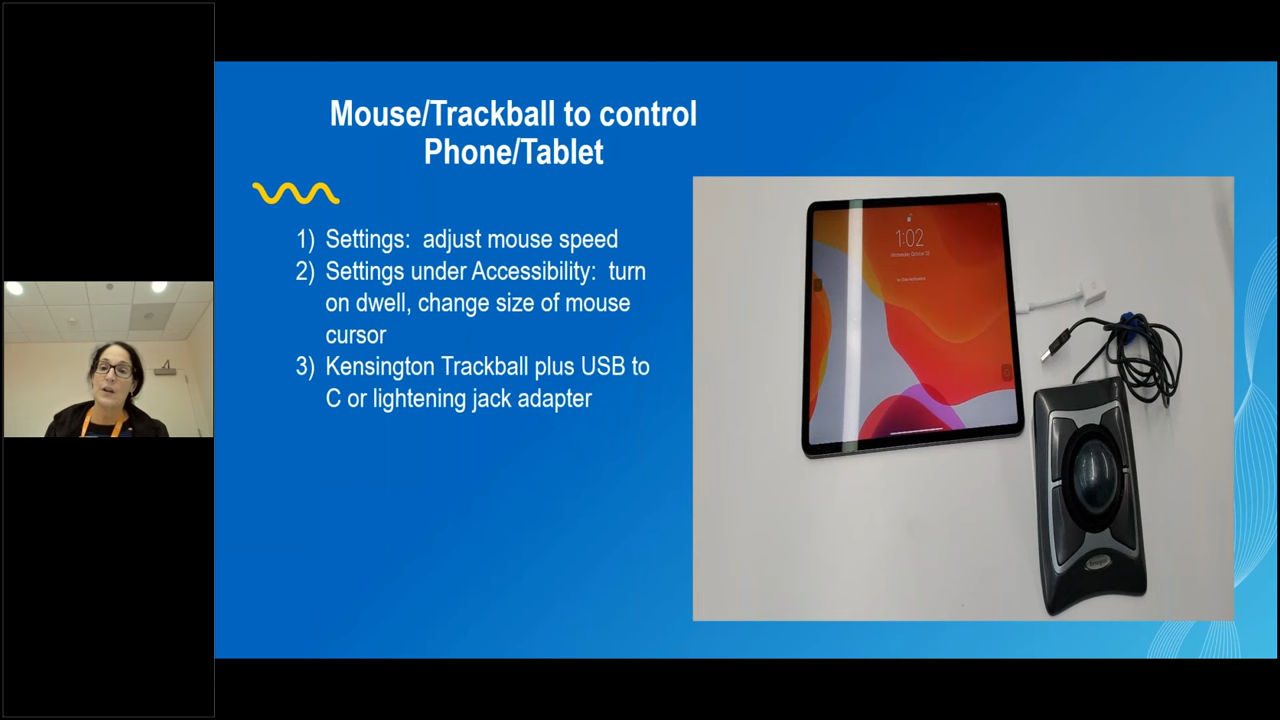 Mouse/Trackball to control
Phone/Tablet
1) Settings: adjust mouse speed
2) Settings under Accessibility: turn
on dwell, change size of mouse
cursor
3) Kensington Trackball plus USB to
C or lightening jack adapter
1:02